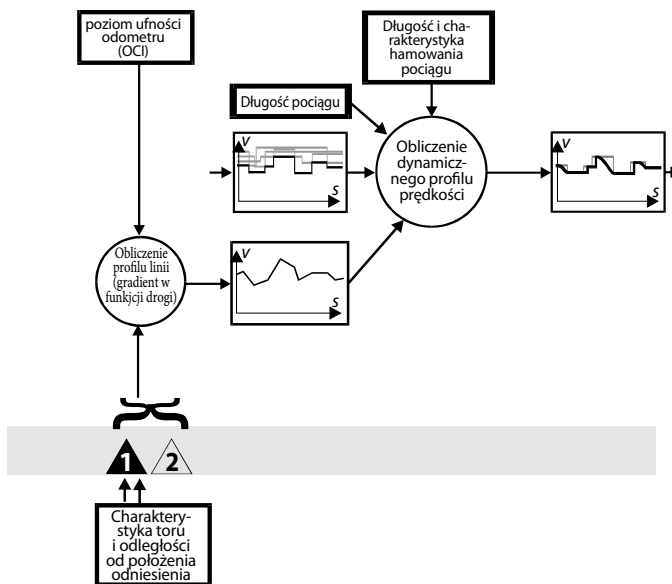 poziom ufności
odometru
(OCI)
Długość i cha-
rakterystyka
hamowania
pociągu
Długość pociągu
V
S
Obliczenie
dynamicz-
nego profilu
prędkości
V
S
Obliczenie
profilu linii
(gradient w
funkcji drogi)
V
S
1
2
Charaktery-
styka toru
i odległości
od położenia
odniesienia